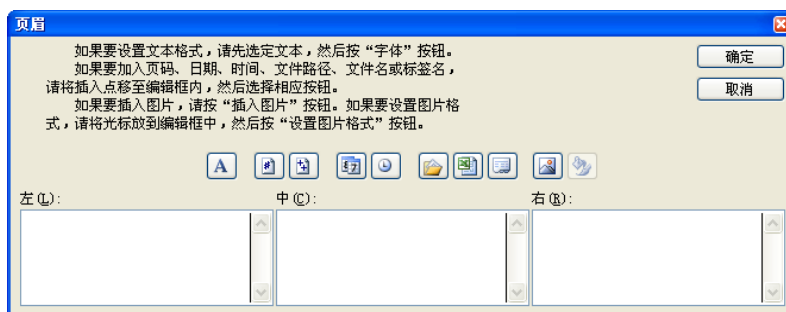 页眉
如果要设置文本格式，请先选定文本，然后按“字体”按钮。
如果要加入页码、日期、时间、文件路径、文件名或标签名，
请将插入点移至编辑框内，然后选择相应按钮。
如果要插入图片，请按“插入图片”按钮。如果要设置图片格
式，请将光标放到编辑框中，然后按“设置图片格式”按钮。
确定
取消
A
左(L)：
中(C)：
右(R)：